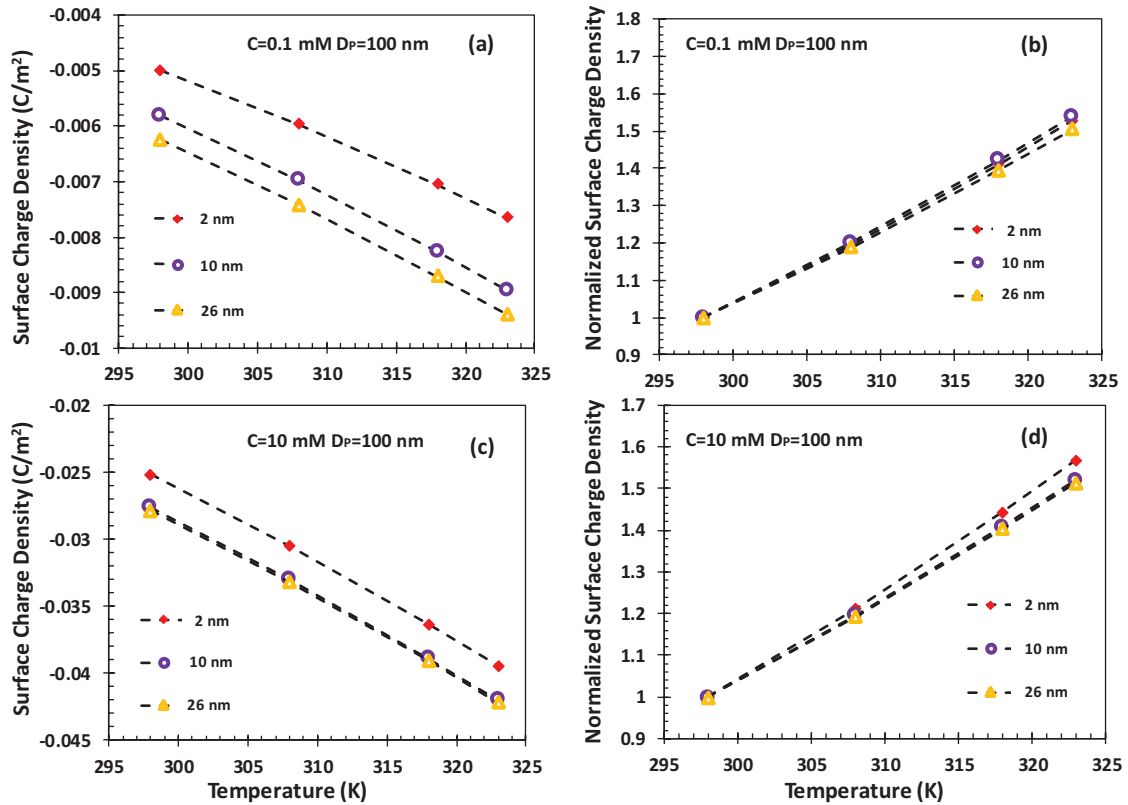 Surface Charge Density (C/m²)
-0.004
-0.005
-0.006
-0.007
-0.008
-0.009
-0.01
C=0.1 mM DP=100 nm
(a)
2 nm
10 nm
26 nm
295 300 305 310 315 320 325
Normalized Surface Charge Density
1.8
1.7
1.6
1.5
1.4
1.3
1.2
1.1
1
0.9
C=0.1 mM DP=100 nm
(b)
2 nm
10 nm
26 nm
295 300 305 310 315 320 325
Surface Charge Density (C/m²)
-0.02
-0.025
-0.03
-0.035
-0.04
-0.045
C=10 mM DP=100 nm
(c)
2 nm
10 nm
26 nm
295 300 305 310 315 320 325
Temperature (K)
Normalized Surface Charge Density
1.7
1.6
1.5
1.4
1.3
1.2
1.1
1
0.9
C=10 mM DP=100 nm
(d)
2 nm
10 nm
26 nm
295 300 305 310 315 320 325
Temperature (K)